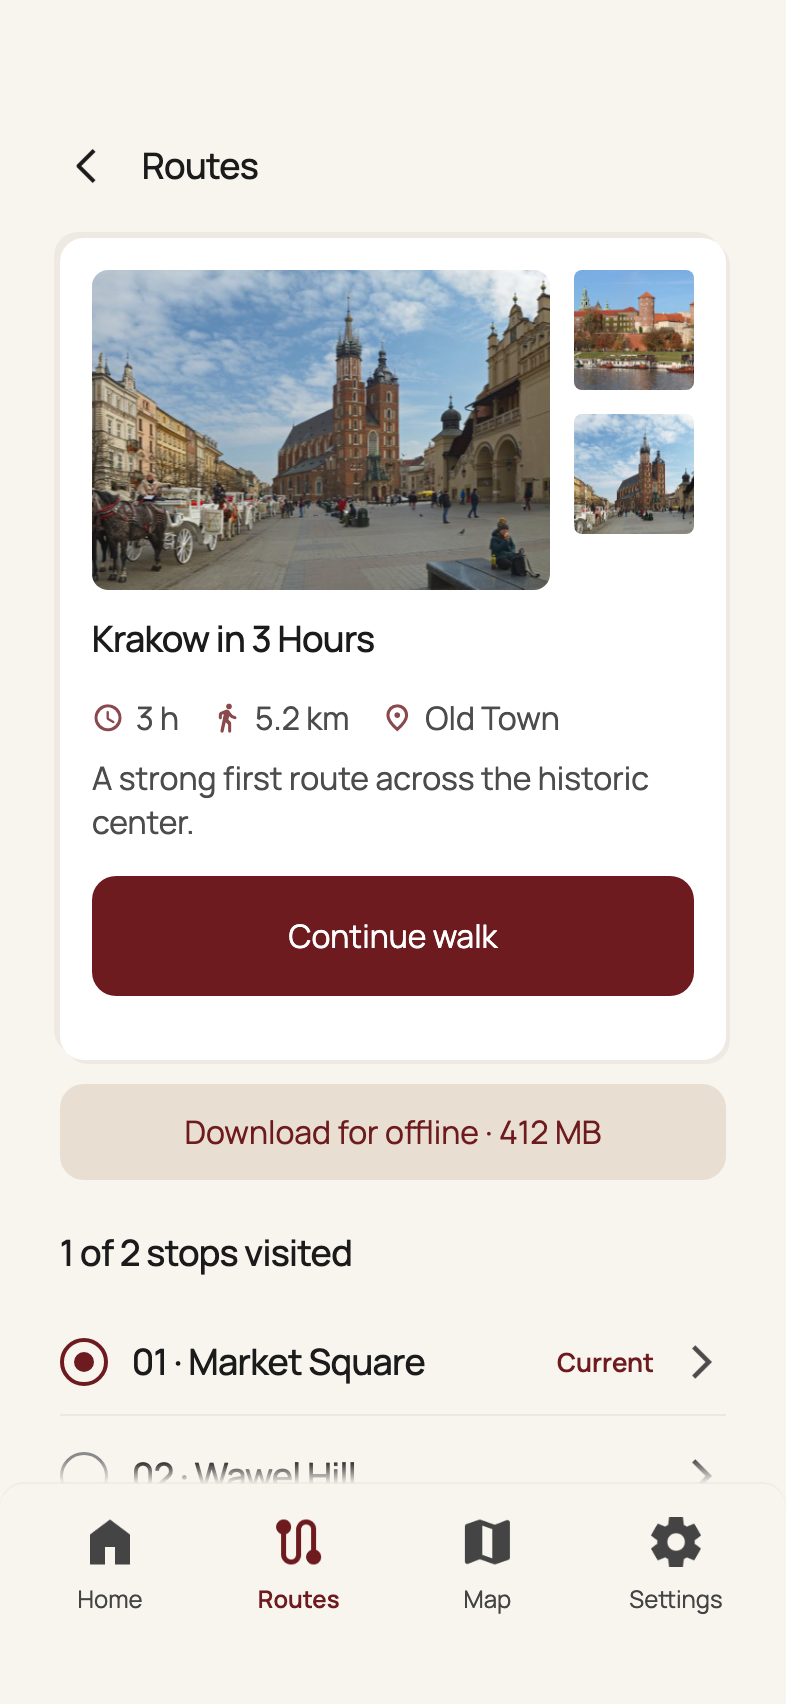 Routes
Krakow in 3 Hours
3 h 5.2 km Old Town
A strong first route across the historic
center.
Continue walk
Download for offline · 412 MB
1 of 2 stops visited
01 · Market Square Current
02 · Wawel Hill
Home Routes Map Settings